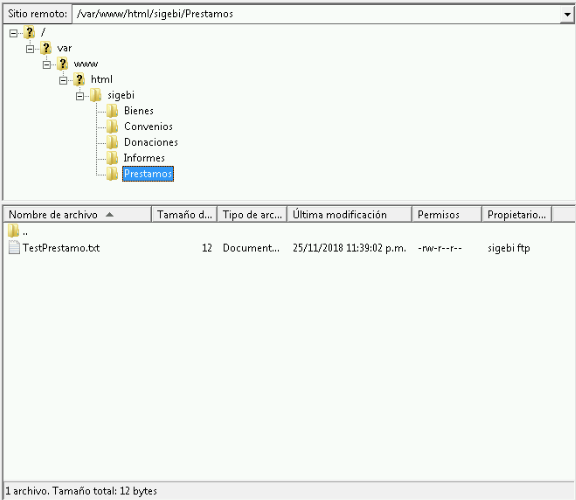 Sitio remoto: /var/www/html/sigebi/Prestamos
/
var
www
html
sigebi
Bienes
Convenios
Donaciones
Informes
Prestamos
Nombre de archivo Tamaño d... Tipo de arc... Última modificación Permisos Propietario...
..
TestPrestamo.txt 12 Document... 25/11/2018 11:39:02 p.m. -rw-r--r-- sigebi ftp
1 archivo. Tamaño total: 12 bytes